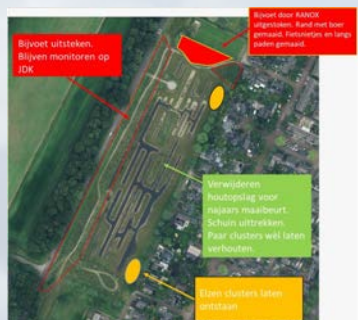 Bijvoet uitsteken.
Blijven monitoren op
JDK
Bijvoet door RANOX
uitgestoken. Rand met boer
gemaaid. Fietsnietjes en langs
paden gemaaid.
Verwijderen
houtopslag voor
najaars maaibeurt.
Schuin uittrekken.
Paar clusters wèl laten
verhouten.
Elzen clusters laten
ontstaan